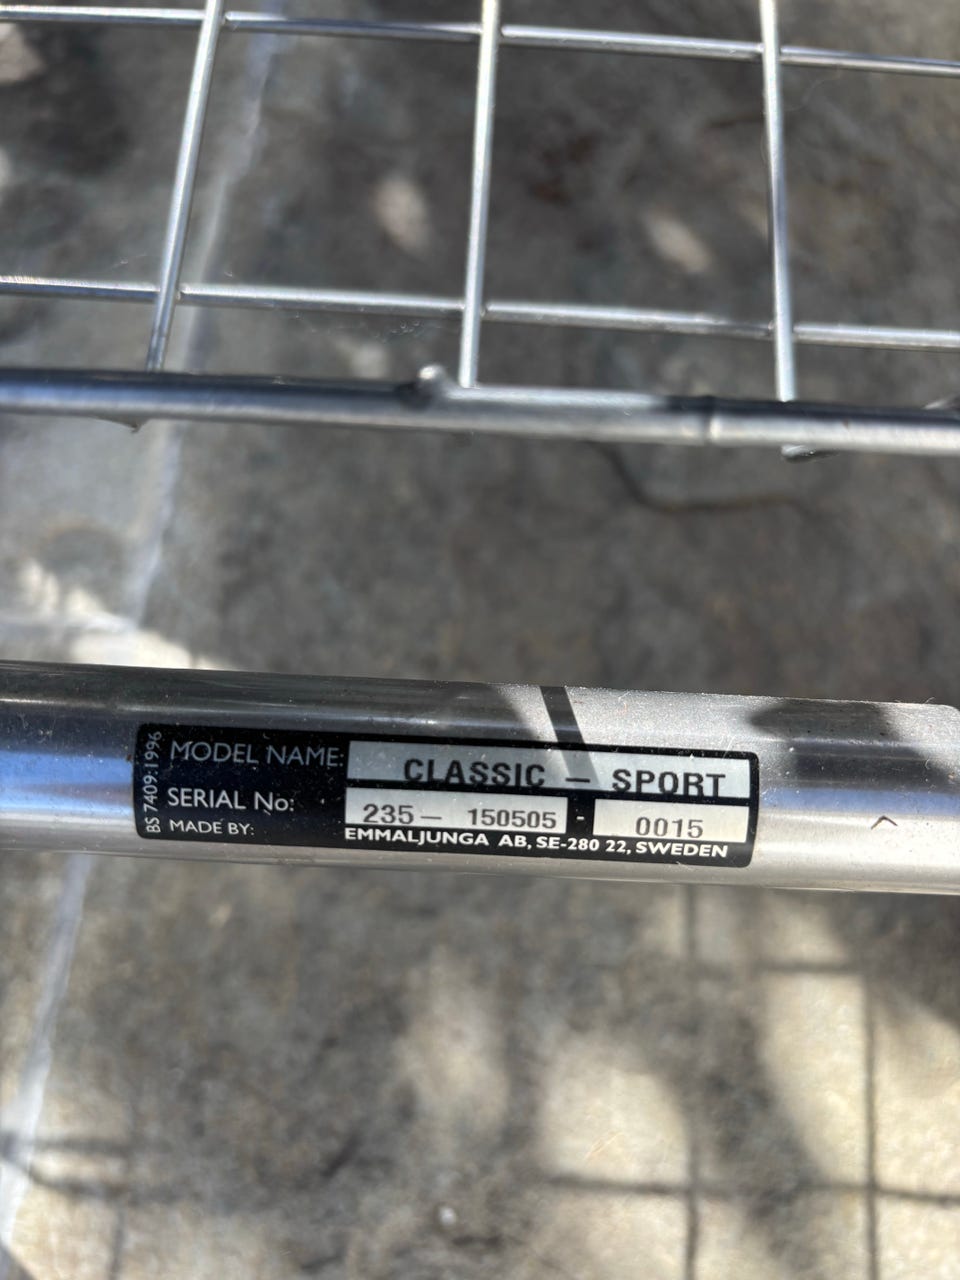 BS 7409:1996
MODEL NAME: CLASSIC — SPORT
SERIAL No: 235— 150505 - 0015
MADE BY: EMMALJUNGA AB, SE-280 22, SWEDEN